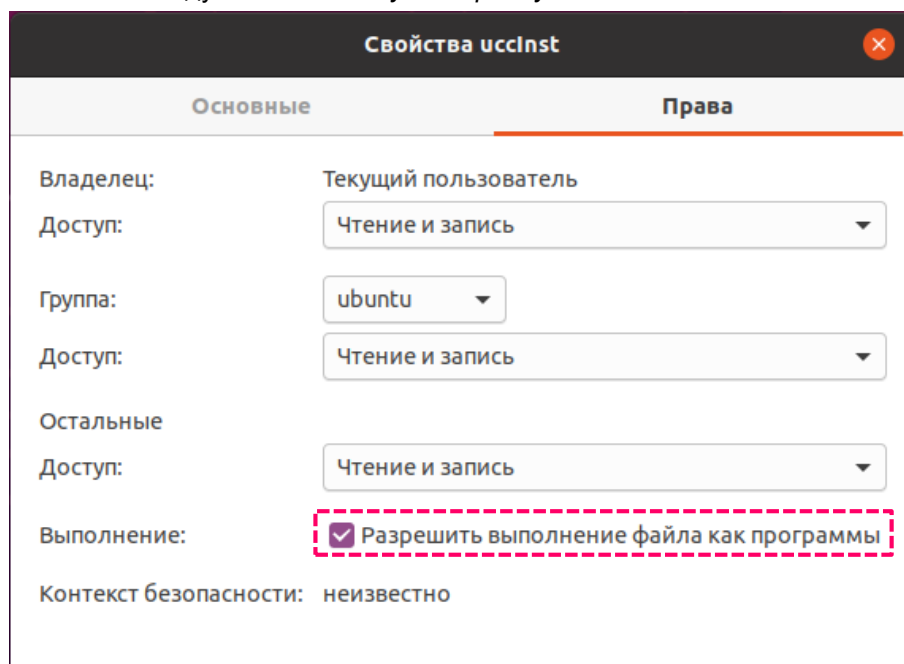 Свойства uccInst
Основные Права
Владелец: Текущий пользователь
Доступ: Чтение и запись
Группа: ubuntu
Доступ: Чтение и запись
Остальные
Доступ: Чтение и запись
Выполнение: Разрешить выполнение файла как программы
Контекст безопасности: неизвестно